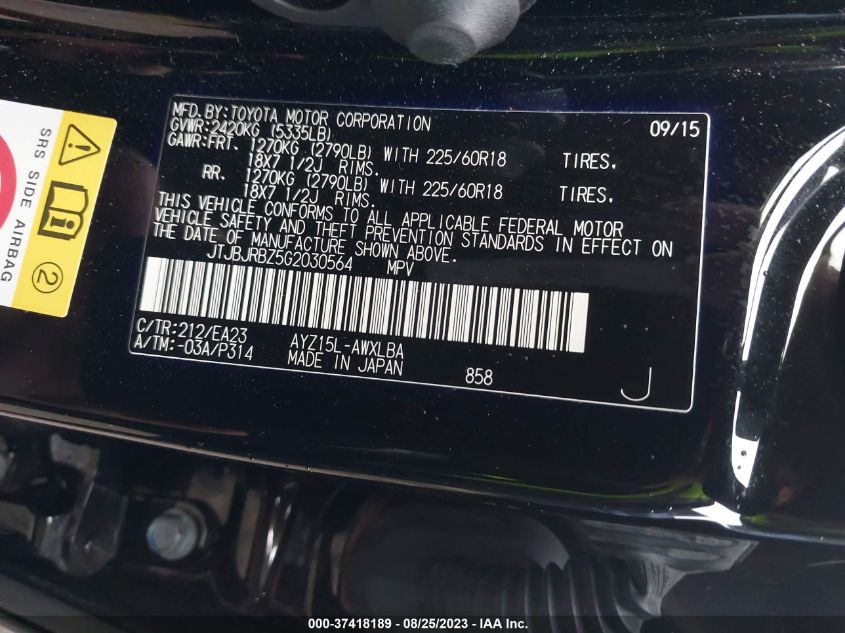 MFD.BY:TOYOTA MOTOR CORPORATION 09/15
GVWR:2420KG (5335LB)
GAWR:FRT. 1270KG (2790LB) WITH 225/60R18 TIRES,
18X7 1/2J RIMS.
RR. 1270KG (2790LB) WITH 225/60R18 TIRES,
18X7 1/2J RIMS.
THIS VEHICLE CONFORMS TO ALL APPLICABLE FEDERAL MOTOR
VEHICLE SAFETY AND THEFT PREVENTION STANDARDS IN EFFECT ON
THE DATE OF MANUFACTURE SHOWN ABOVE.
JTJBJRBZ5G2030564 MPV
C/TR:212/EA23 AYZ15L-AWXLBA
A/TM:-03A/P314 MADE IN JAPAN 858 J
SRS SIDE AIRBAG
2
000-37418189 - 08/25/2023 - IAA Inc.